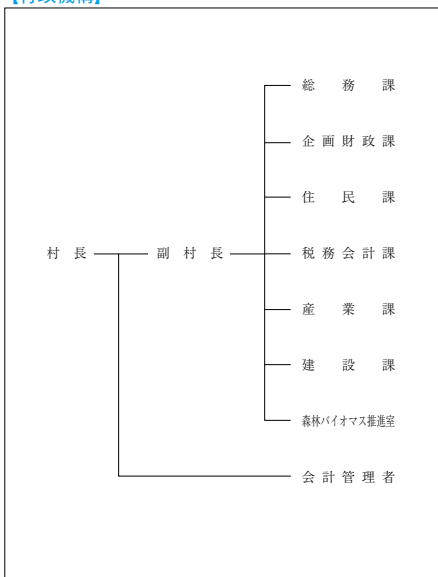 【行政機構】
総務課
企画財政課
住民課
村長
副村長
税務会計課
産業課
建設課
森林バイオマス推進室
会計管理者